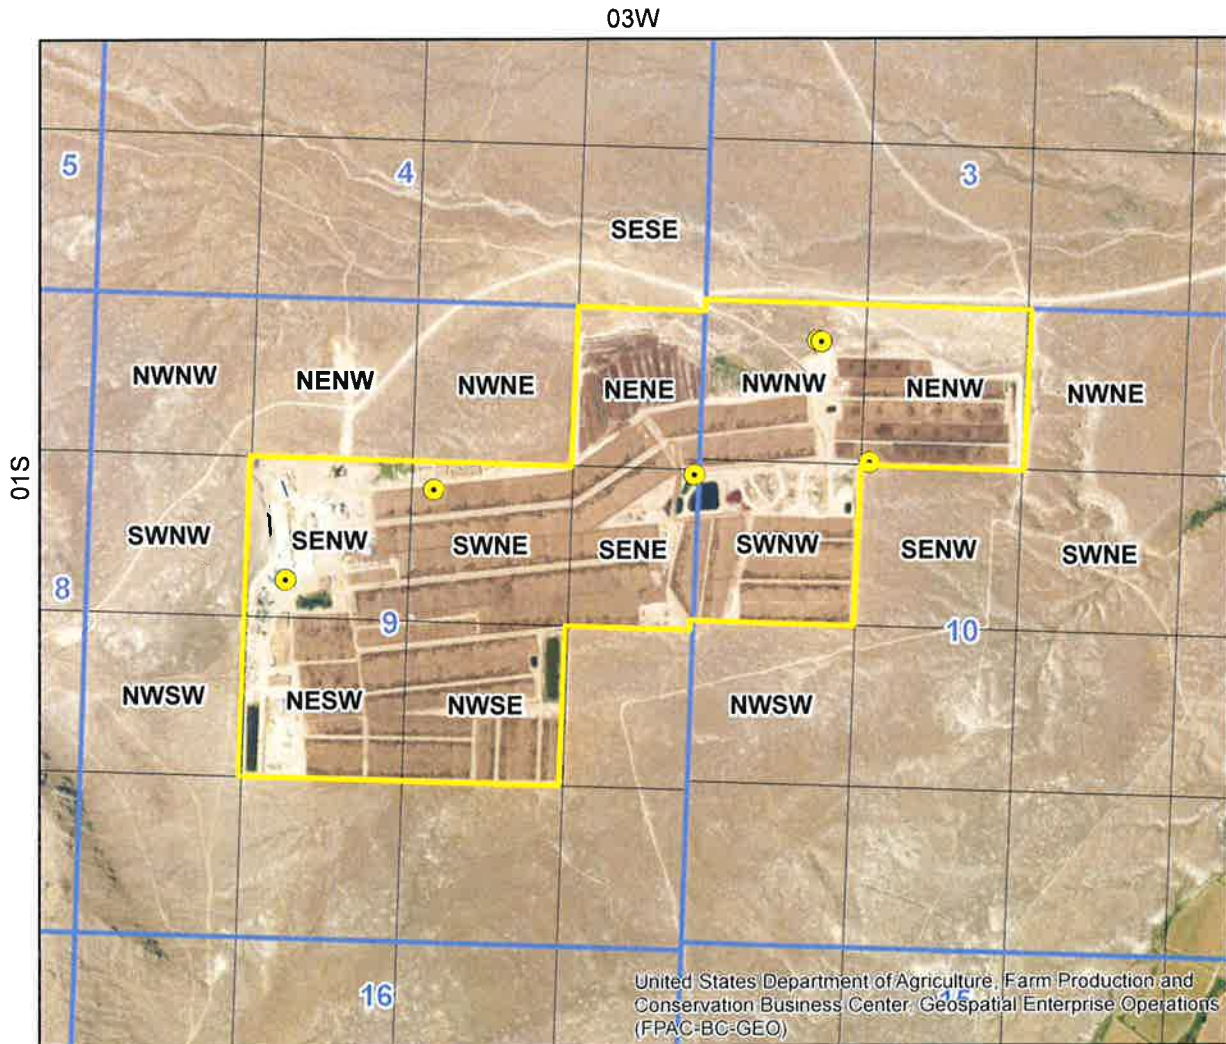 03W
5
4
3
SESE
NWNW
NENW
NWNE
NENE
NWNW
NENW
NWNE
01S
SWNW
SENW
SWNE
SENE
SWNW
SENW
SWNE
8
9
10
NWSW
NESW
NWSE
NWSW
16
15
United States Department of Agriculture, Farm Production and
Conservation Business Center, Geospatial Enterprise Operations
(FPAC-BC-GEO)